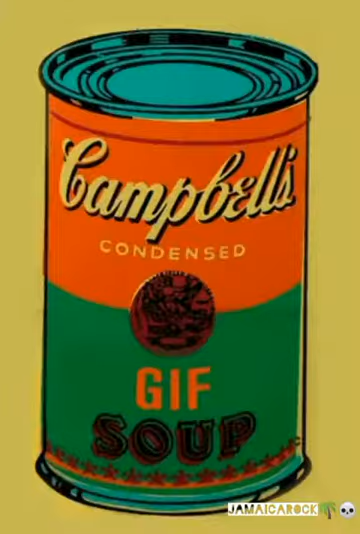 Campbell's
CONDENSED
GIF
SOUP
JAMAICAROCK🌴💀